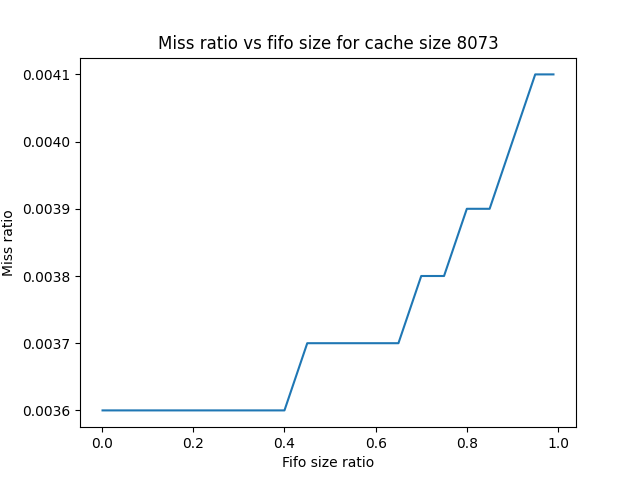 Miss ratio vs fifo size for cache size 8073
0.0041
0.0040
0.0039
0.0038
0.0037
0.0036
Miss ratio
0.0 0.2 0.4 0.6 0.8 1.0
Fifo size ratio